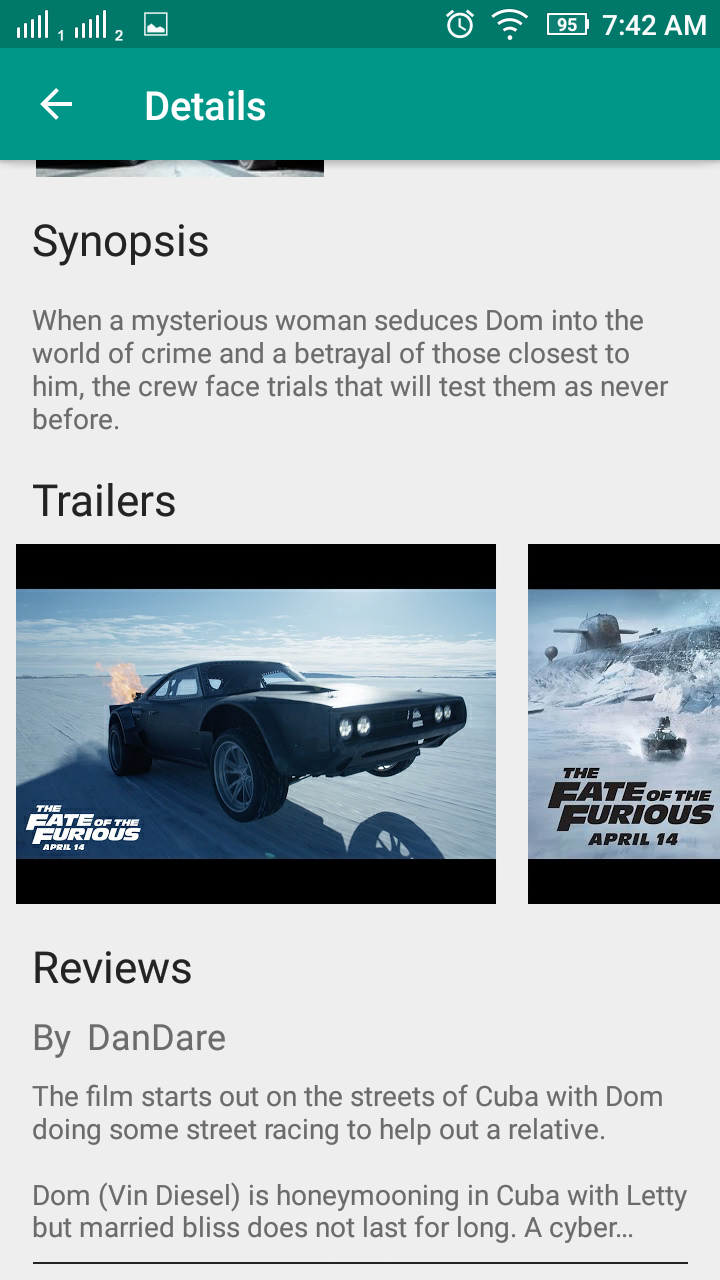 1 2 95 7:42 AM
Details
Synopsis
When a mysterious woman seduces Dom into the
world of crime and a betrayal of those closest to
him, the crew face trials that will test them as never
before.
Trailers
THE
FATE OF THE
FURIOUS
APRIL 14
THE
FATE OF THE
FURIOUS
APRIL 14
Reviews
By DanDare
The film starts out on the streets of Cuba with Dom
doing some street racing to help out a relative.
Dom (Vin Diesel) is honeymooning in Cuba with Letty
but married bliss does not last for long. A cyber…